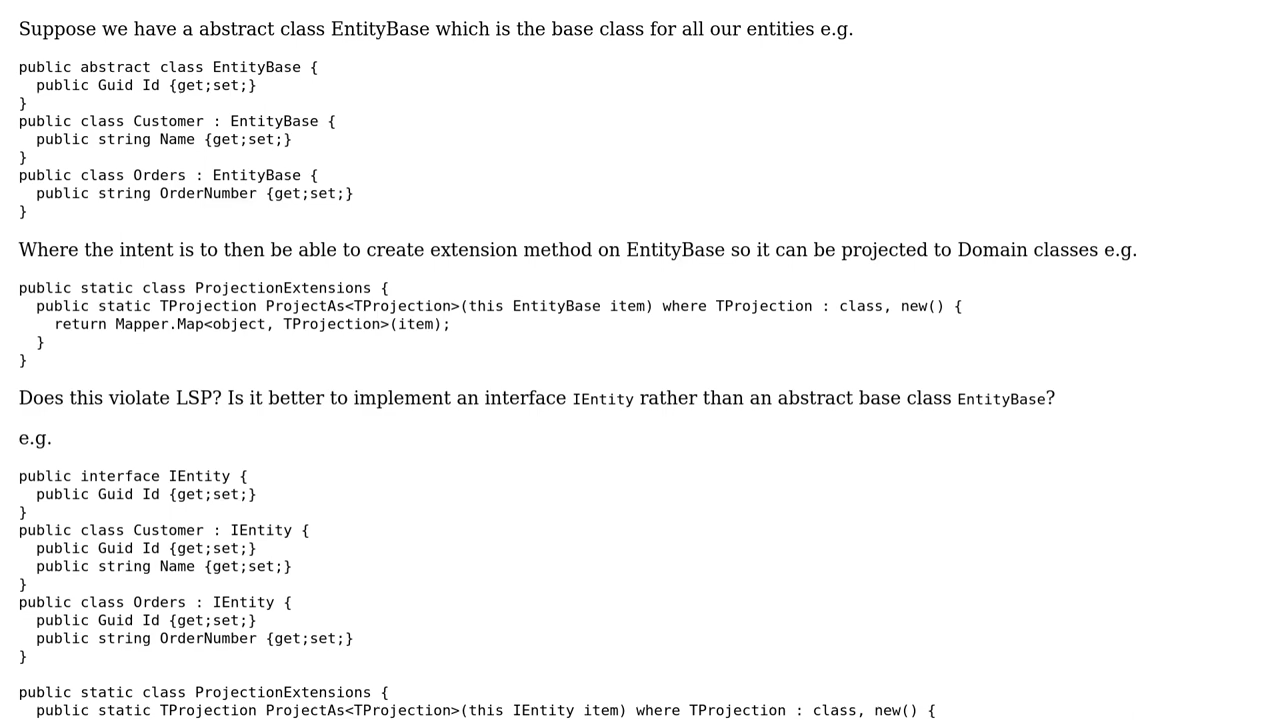 Suppose we have a abstract class EntityBase which is the base class for all our entities e.g.
public abstract class EntityBase {
  public Guid Id {get;set;}
}
public class Customer : EntityBase {
  public string Name {get;set;}
}
public class Orders : EntityBase {
  public string OrderNumber {get;set;}
}
Where the intent is to then be able to create extension method on EntityBase so it can be projected to Domain classes e.g.
public static class ProjectionExtensions {
  public static TProjection ProjectAs<TProjection>(this EntityBase item) where TProjection : class, new() {
    return Mapper.Map<object, TProjection>(item);
  }
}
Does this violate LSP? Is it better to implement an interface IEntity rather than an abstract base class EntityBase?
e.g.
public interface IEntity {
  public Guid Id {get;set;}
}
public class Customer : IEntity {
  public Guid Id {get;set;}
  public string Name {get;set;}
}
public class Orders : IEntity {
  public Guid Id {get;set;}
  public string OrderNumber {get;set;}
}
public static class ProjectionExtensions {
  public static TProjection ProjectAs<TProjection>(this IEntity item) where TProjection : class, new() {